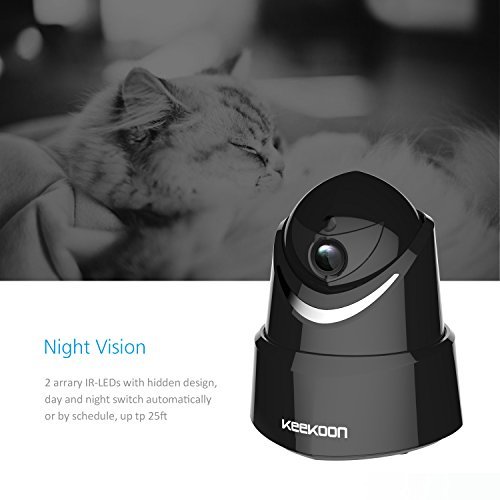 Night Vision
2 arrary IR-LEDs with hidden design,
day and night switch automatically
or by schedule, up tp 25ft
KEEKOON